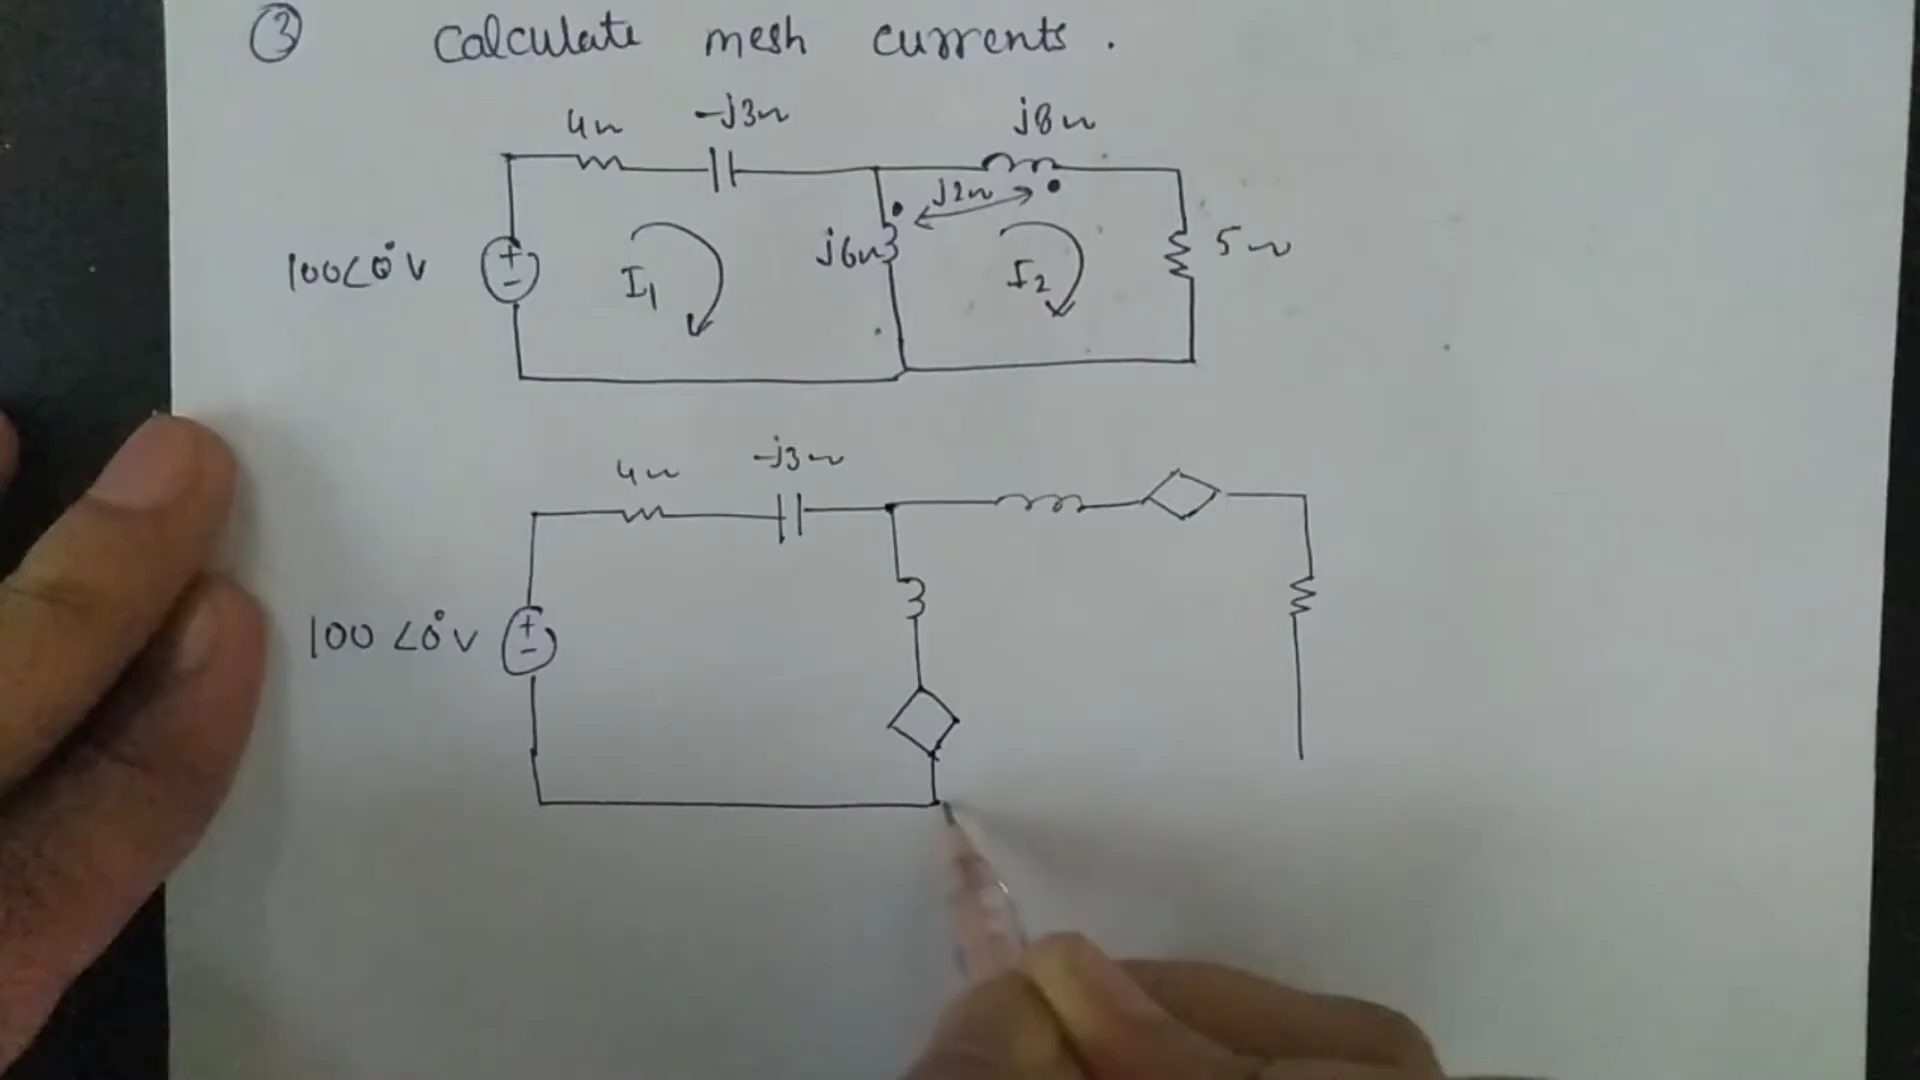 ③ Calculate mesh currents.
4Ω -j3Ω j8Ω
j2Ω
100∠0° V + - I1 j6Ω I2 5Ω
4Ω -j3Ω
100∠0° V + -